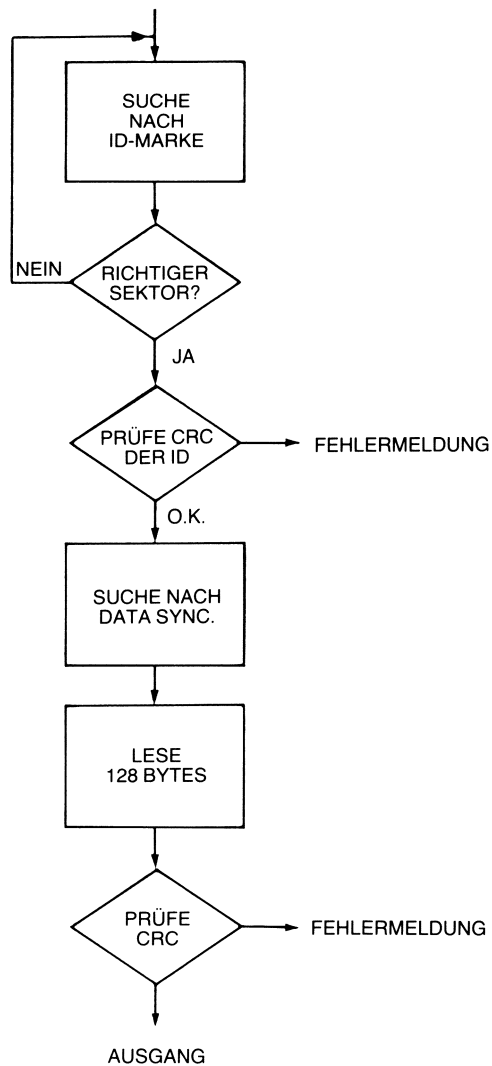 SUCHE
NACH
ID-MARKE
NEIN
RICHTIGER
SEKTOR?
JA
PRÜFE CRC
DER ID
FEHLERMELDUNG
O.K.
SUCHE NACH
DATA SYNC.
LESE
128 BYTES
PRÜFE
CRC
FEHLERMELDUNG
AUSGANG